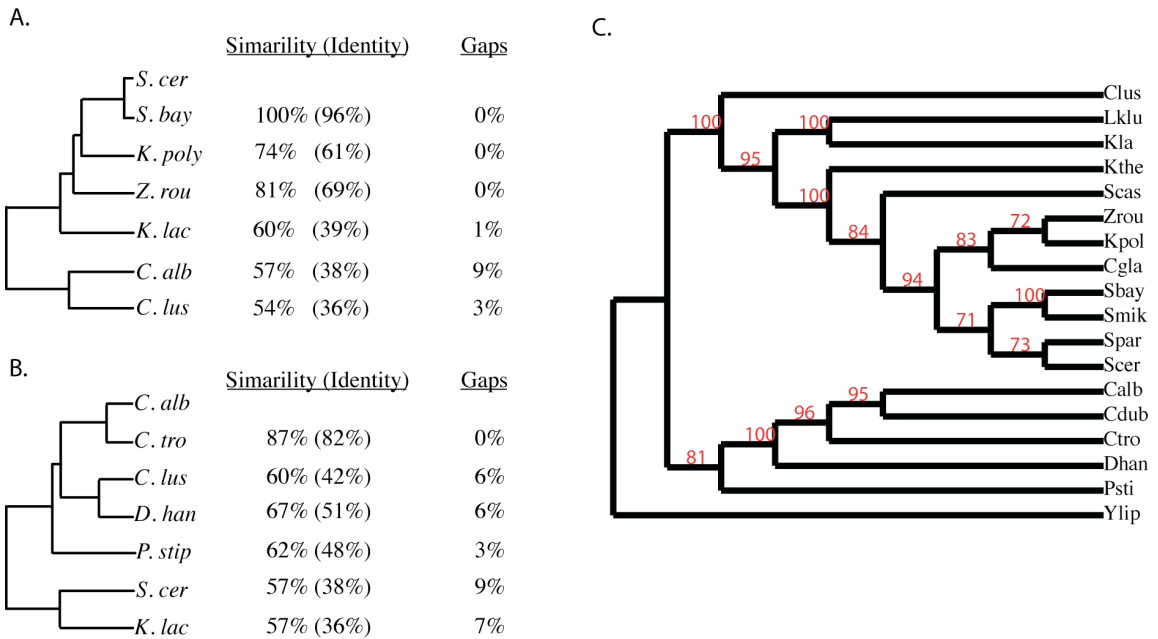 A.
Simarility (Identity) Gaps
S. cer
S. bay 100% (96%) 0%
K. poly 74% (61%) 0%
Z. rou 81% (69%) 0%
K. lac 60% (39%) 1%
C. alb 57% (38%) 9%
C. lus 54% (36%) 3%
B.
Simarility (Identity) Gaps
C. alb
C. tro 87% (82%) 0%
C. lus 60% (42%) 6%
D. han 67% (51%) 6%
P. stip 62% (48%) 3%
S. cer 57% (38%) 9%
K. lac 57% (36%) 7%
C.
Clus
100
Lklu
100
Kla
95
Kthe
100
Scas
84
Zrou
72
Kpol
83
Cgla
94
Sbay
100
Smik
71
Spar
73
Scer
Calb
95
Cdub
96
Ctro
100
Dhan
81
Psti
Ylip